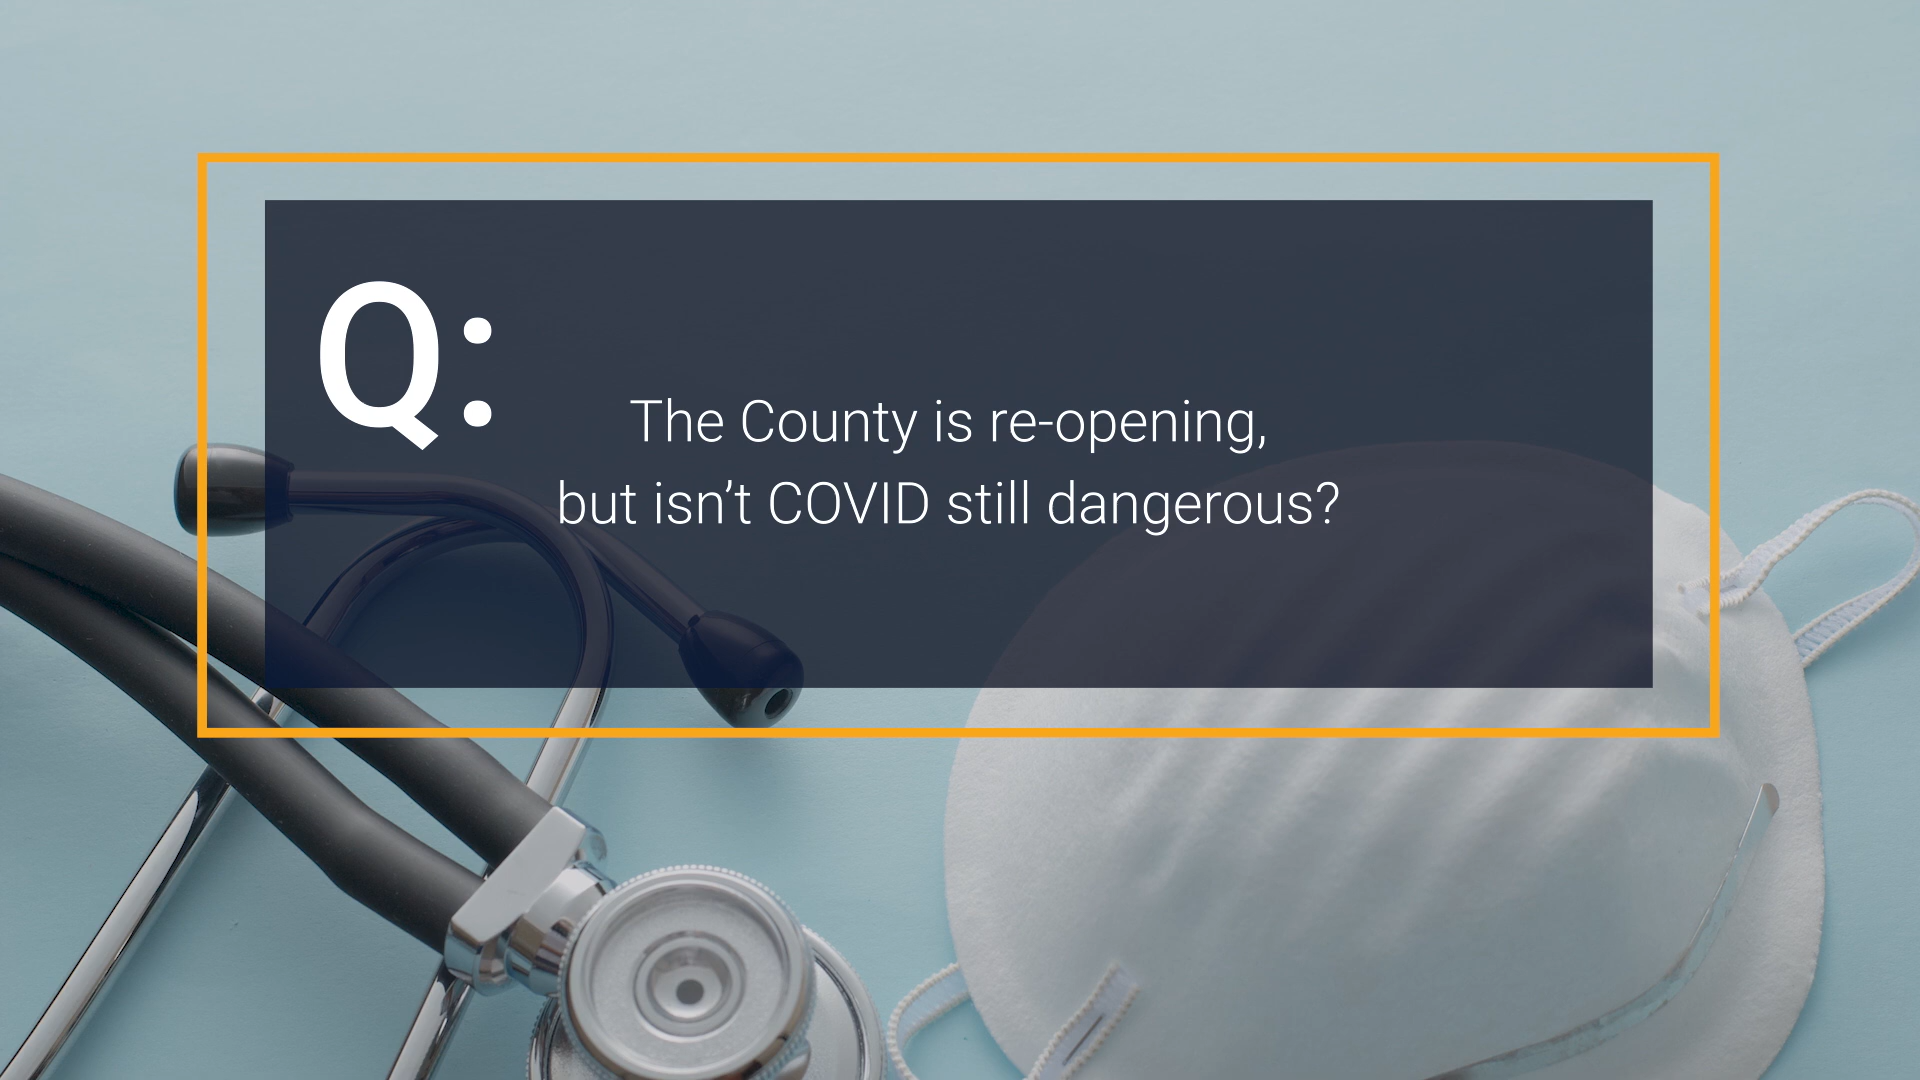 Q:
The County is re-opening,
but isn’t COVID still dangerous?